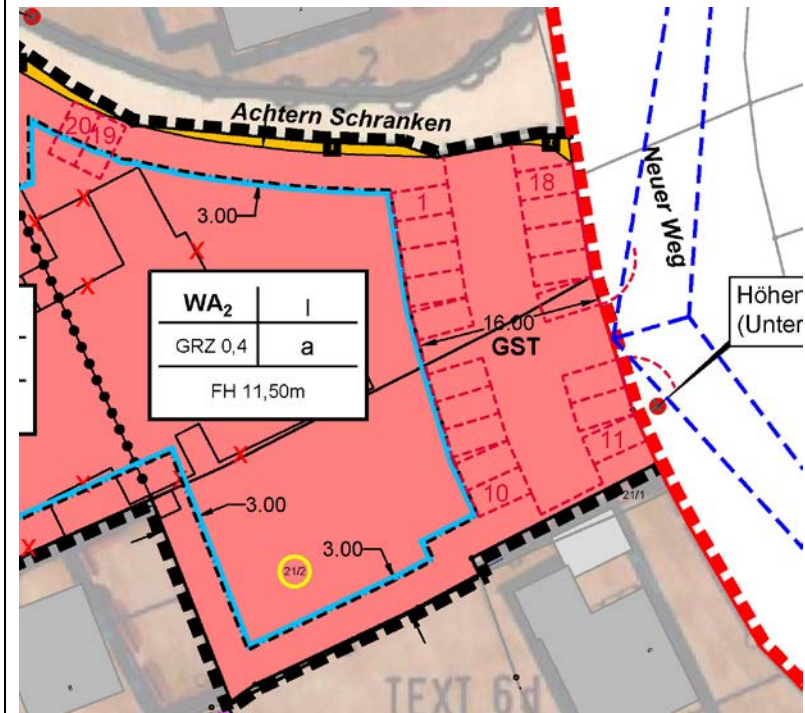 Achtern Schranken
20
19
3.00
1
18
Neuer Weg
WA₂ I
GRZ 0,4 a
FH 11,50m
16.00
GST
Höhen
(Unter
11
10
21/1
3.00
3.00
21/2
TEXT 6